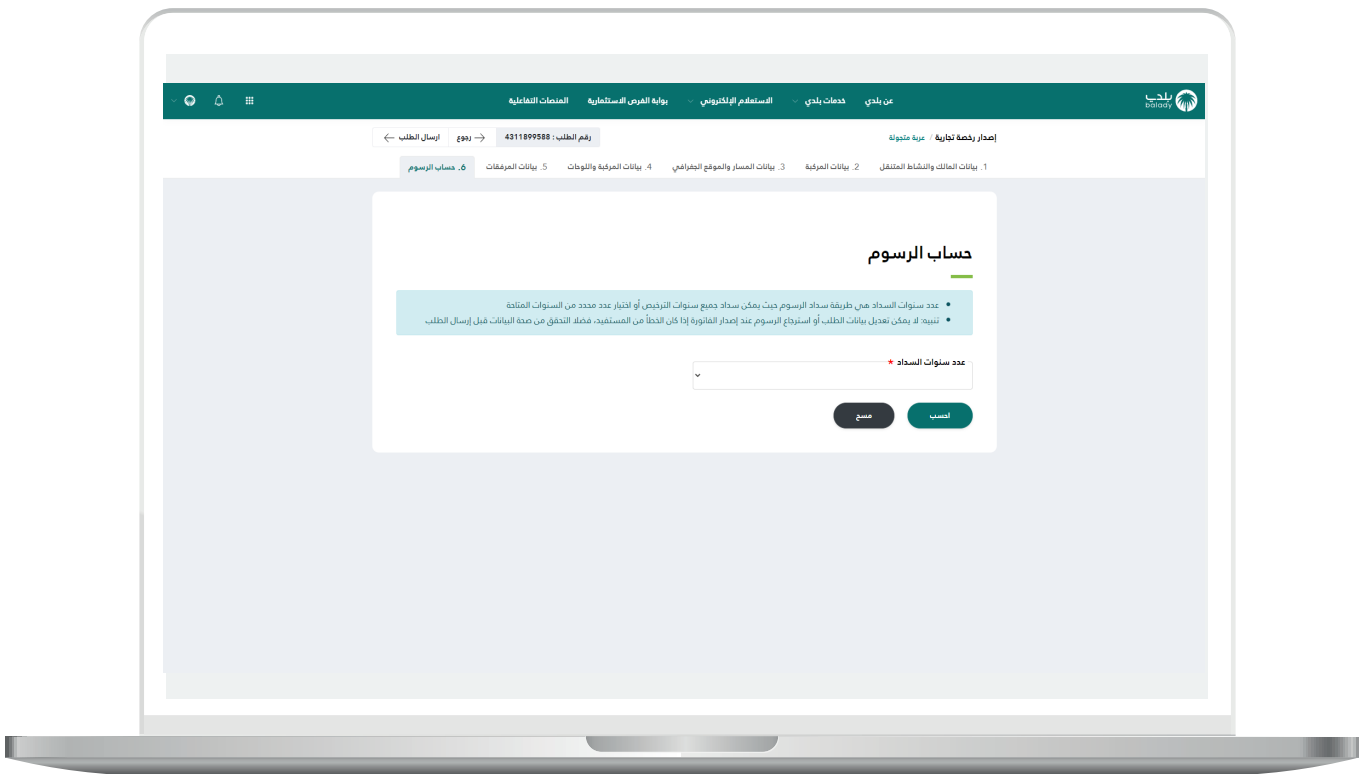 بلدي
balady
عن بلدي
خدمات بلدي
الاستعلام الإلكتروني
بوابة الفرص الاستثمارية
المنصات التفاعلية
إصدار رخصة تجارية / عربة متجولة
رقم الطلب : 4311899588
رجوع
ارسال الطلب
1. بيانات المالك والنشاط المتنقل
2. بيانات المركبة
3. بيانات المسار والموقع الجغرافي
4. بيانات المركبة واللوحات
5. بيانات المرفقات
6. حساب الرسوم
حساب الرسوم
عدد سنوات السداد هي طريقة سداد الرسوم حيث يمكن سداد جميع سنوات الترخيص أو اختيار عدد محدد من السنوات المتاحة
تنبيه: لا يمكن تعديل بيانات الطلب أو استرجاع الرسوم عند إصدار الفاتورة إذا كان الخطأ من المستفيد، فضلا التحقق من صحة البيانات قبل إرسال الطلب
عدد سنوات السداد *
احسب
مسح